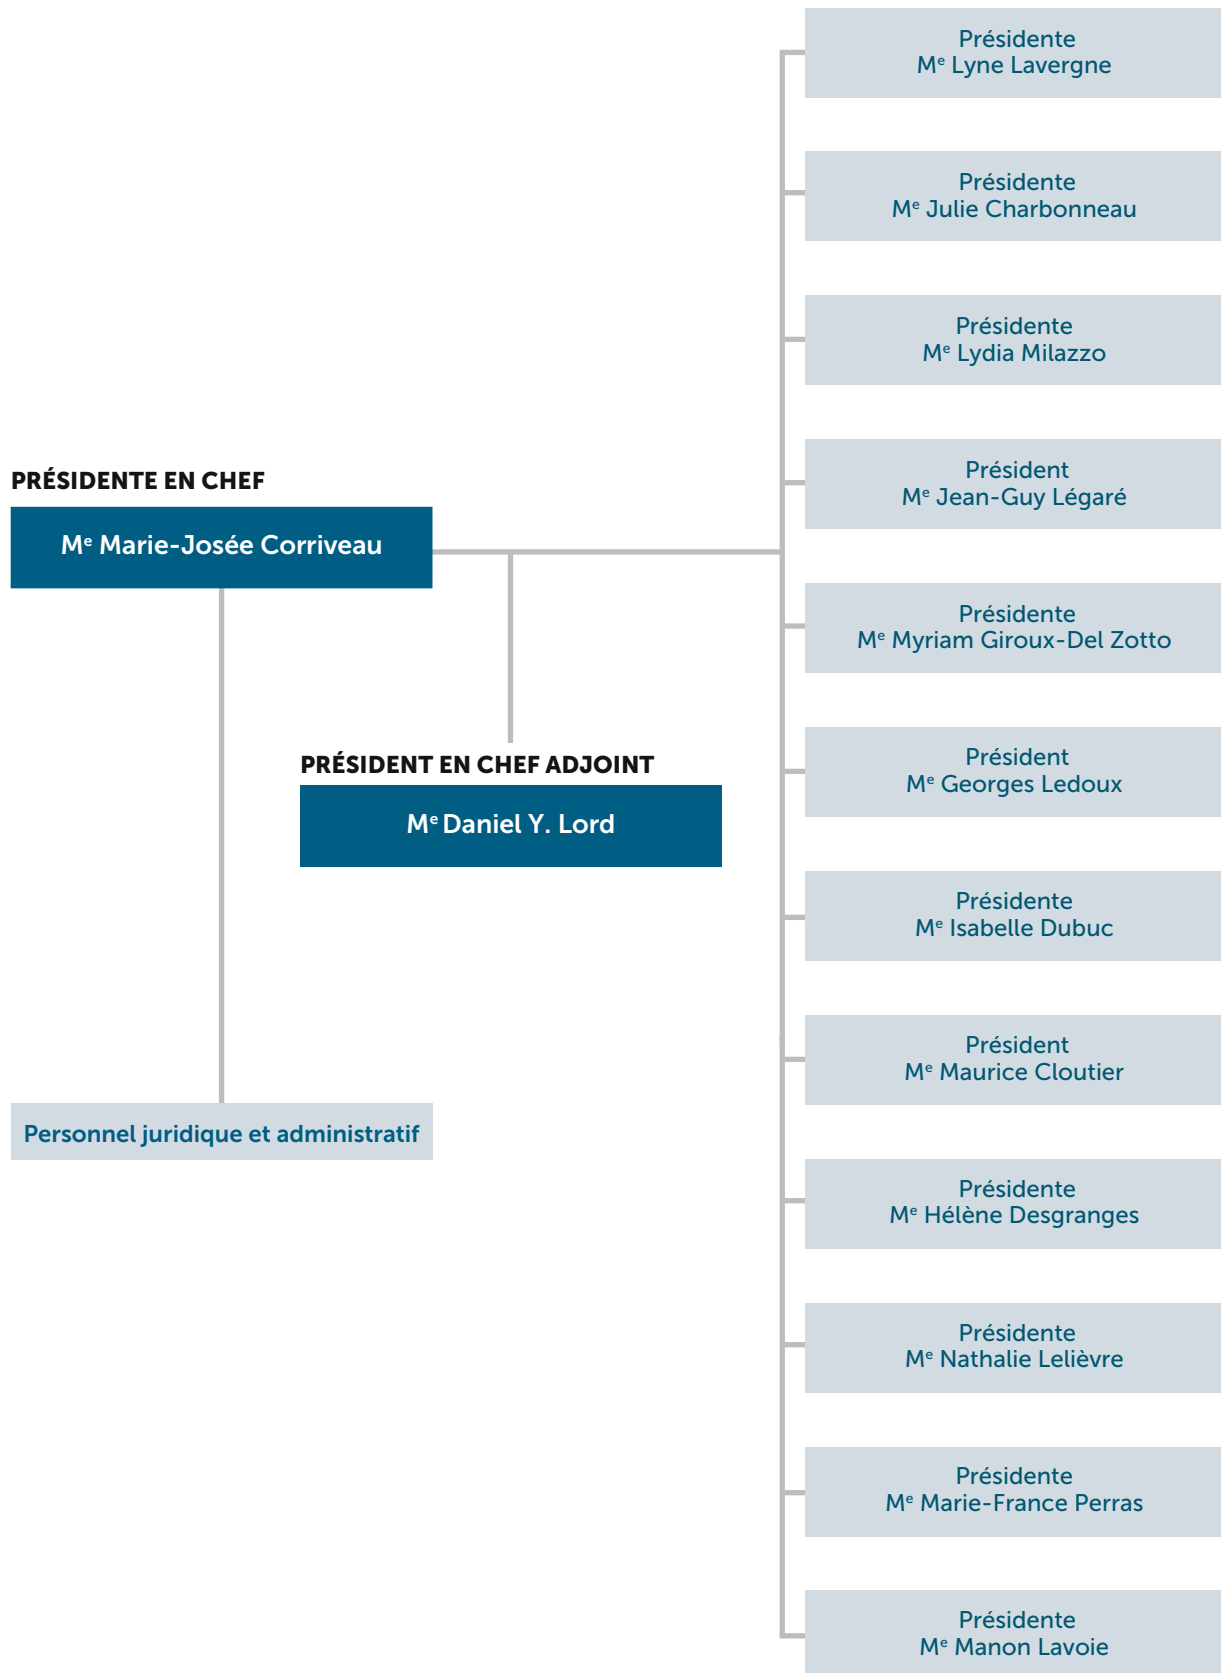 PRÉSIDENTE EN CHEF
Mᵉ Marie-Josée Corriveau
PRÉSIDENT EN CHEF ADJOINT
Mᵉ Daniel Y. Lord
Personnel juridique et administratif
Présidente
Mᵉ Lyne Lavergne
Présidente
Mᵉ Julie Charbonneau
Présidente
Mᵉ Lydia Milazzo
Président
Mᵉ Jean-Guy Légaré
Présidente
Mᵉ Myriam Giroux-Del Zotto
Président
Mᵉ Georges Ledoux
Présidente
Mᵉ Isabelle Dubuc
Président
Mᵉ Maurice Cloutier
Présidente
Mᵉ Hélène Desgranges
Présidente
Mᵉ Nathalie Lelièvre
Présidente
Mᵉ Marie-France Perras
Présidente
Mᵉ Manon Lavoie